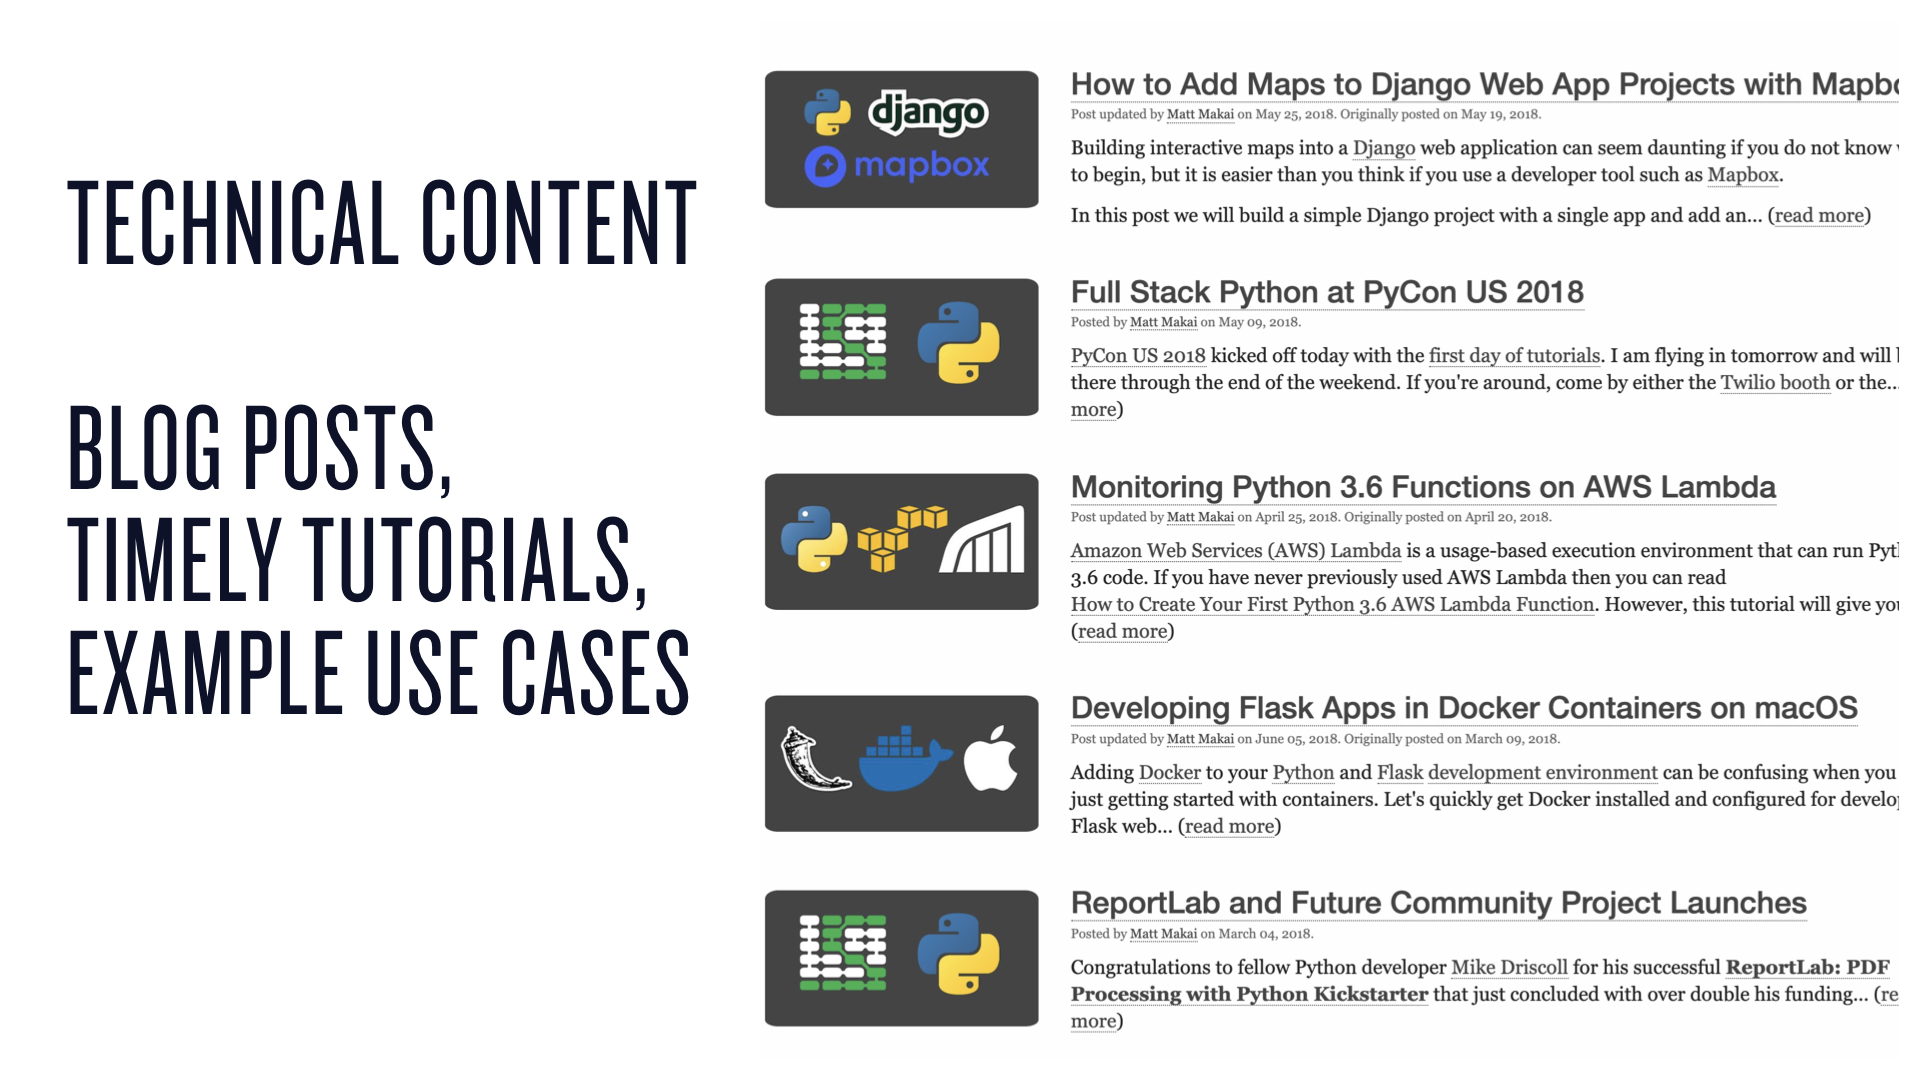 TECHNICAL CONTENT
BLOG POSTS,
TIMELY TUTORIALS,
EXAMPLE USE CASES
django
mapbox
How to Add Maps to Django Web App Projects with Mapbo
Post updated by Matt Makai on May 25, 2018. Originally posted on May 19, 2018.
Building interactive maps into a Django web application can seem daunting if you do not know
to begin, but it is easier than you think if you use a developer tool such as Mapbox.
In this post we will build a simple Django project with a single app and add an... (read more)
Full Stack Python at PyCon US 2018
Posted by Matt Makai on May 09, 2018.
PyCon US 2018 kicked off today with the first day of tutorials. I am flying in tomorrow and will
there through the end of the weekend. If you're around, come by either the Twilio booth or the...
more)
Monitoring Python 3.6 Functions on AWS Lambda
Post updated by Matt Makai on April 25, 2018. Originally posted on April 20, 2018.
Amazon Web Services (AWS) Lambda is a usage-based execution environment that can run Pyt
3.6 code. If you have never previously used AWS Lambda then you can read
How to Create Your First Python 3.6 AWS Lambda Function. However, this tutorial will give you
(read more)
Developing Flask Apps in Docker Containers on macOS
Post updated by Matt Makai on June 05, 2018. Originally posted on March 09, 2018.
Adding Docker to your Python and Flask development environment can be confusing when you
just getting started with containers. Let's quickly get Docker installed and configured for develo
Flask web... (read more)
ReportLab and Future Community Project Launches
Posted by Matt Makai on March 04, 2018.
Congratulations to fellow Python developer Mike Driscoll for his successful ReportLab: PDF
Processing with Python Kickstarter that just concluded with over double his funding... (re
more)